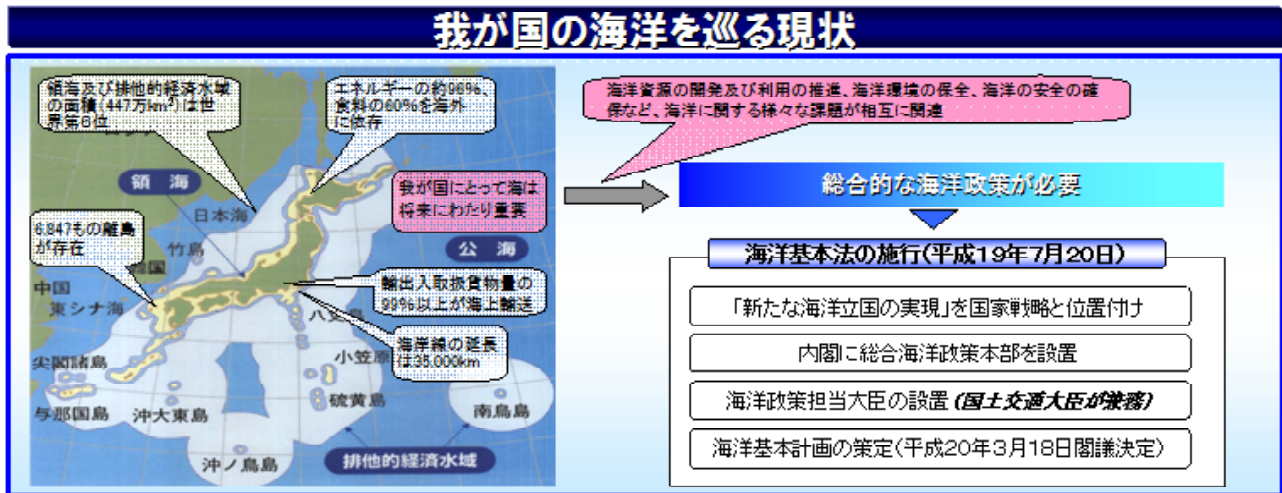 我が国の海洋を巡る現状
領海及び排他的経済水域
の面積(447万km²)は世
界第6位
エネルギーの約96%、
食料の60%を海外
に依存
海洋資源の開発及び利用の推進、海洋環境の保全、海洋の安全の確
保など、海洋に関する様々な課題が相互に関連
領海
日本海
我が国にとって海は
将来にわたり重要
総合的な海洋政策が必要
6,847もの離島
が存在
竹島
公海
韓国
中国
東シナ海
輸出入取扱貨物量の
99%以上が海上輸送
八丈島
海岸線の延長
は35,000km
小笠原
尖閣諸島
硫黄島
与那国島
沖大東島
南鳥島
沖ノ鳥島
排他的経済水域
海洋基本法の施行(平成19年7月20日)
「新たな海洋立国の実現」を国家戦略と位置付け
内閣に総合海洋政策本部を設置
海洋政策担当大臣の設置(国土交通大臣が兼務)
海洋基本計画の策定(平成20年3月18日閣議決定)